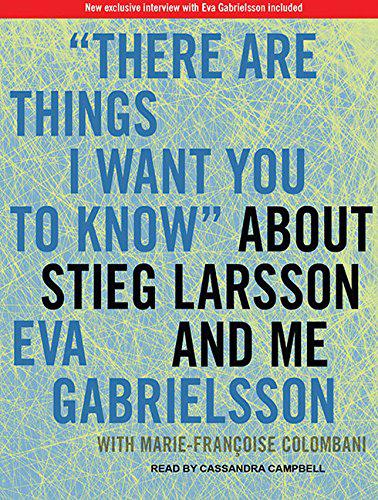 New exclusive interview with Eva Gabrielsson included
“THERE ARE
THINGS
I WANT YOU
TO KNOW” ABOUT
STIEG LARSSON
EVA AND ME
GABRIELSSON
WITH MARIE-FRANÇOISE COLOMBANI
READ BY CASSANDRA CAMPBELL